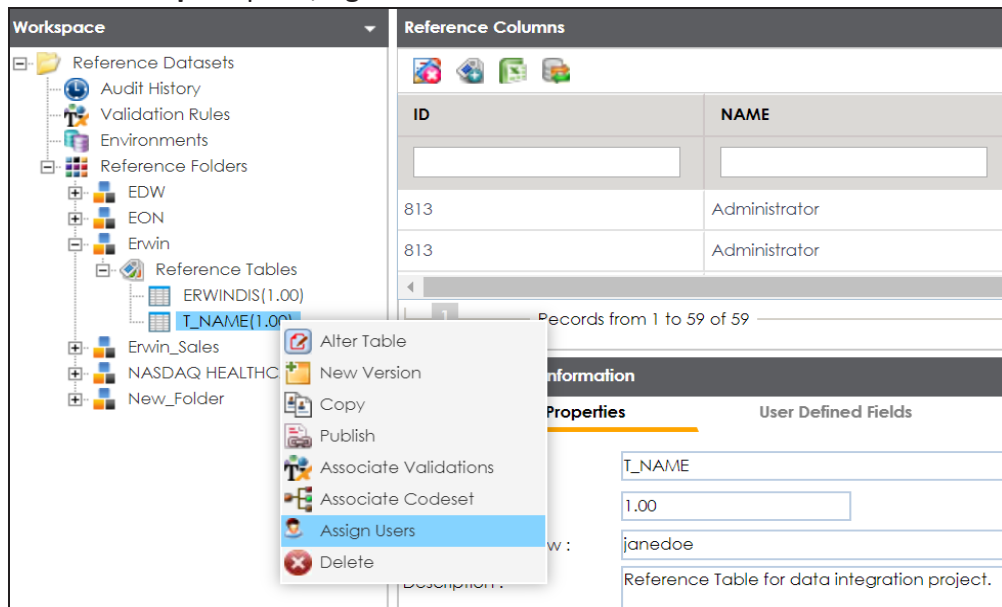 Workspace
Reference Datasets
Audit History
Validation Rules
Environments
Reference Folders
EDW
EON
Erwin
Reference Tables
ERWINDIS(1.00)
T_NAME(1.00)
Erwin_Sales
NASDAQ HEALTHC
New_Folder
Alter Table
New Version
Copy
Publish
Associate Validations
Associate Codeset
Assign Users
Delete
Reference Columns
ID NAME
813 Administrator
813 Administrator
1 Records from 1 to 59 of 59
nformation
Properties User Defined Fields
T_NAME
1.00
w : janedoe
Description : Reference Table for data integration project.